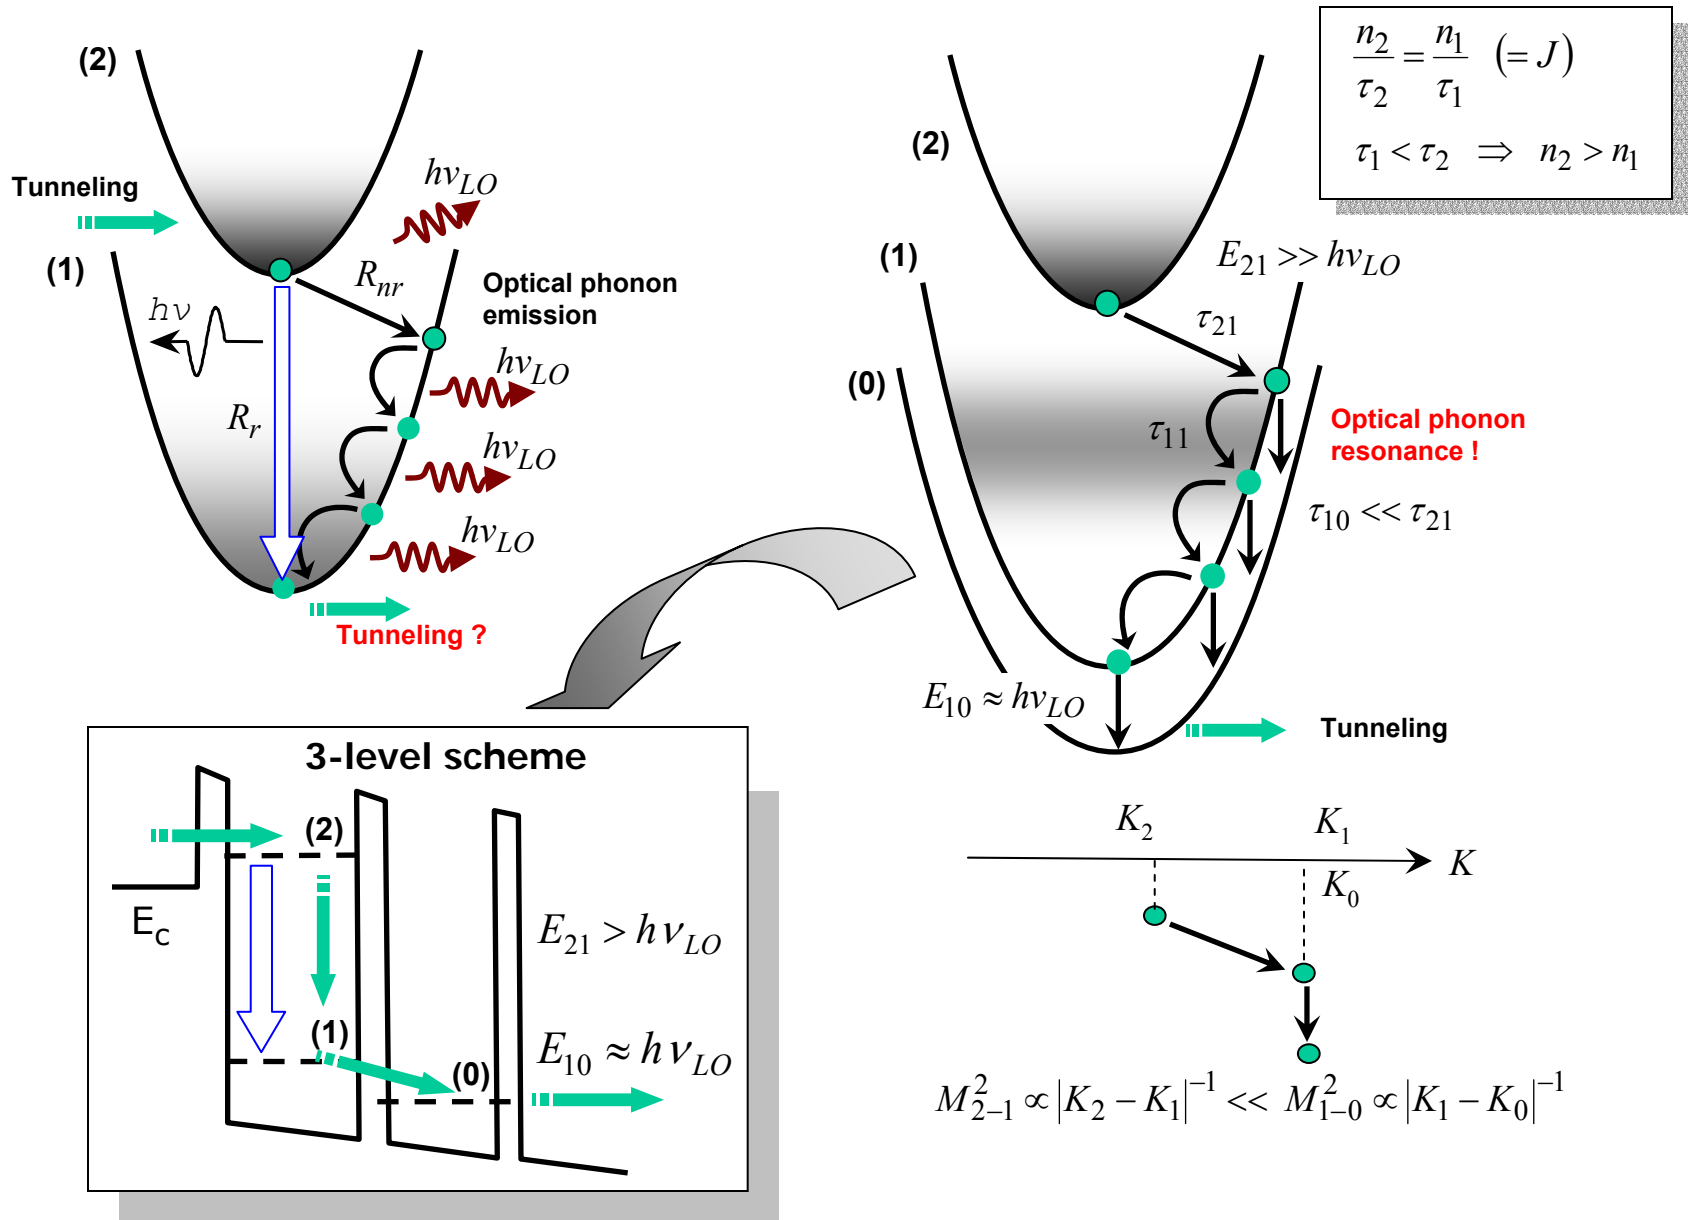 (2)
Tunneling
(1)
hν_LO
R_nr
Optical phonon
emission
hν
R_r
hν_LO
hν_LO
hν_LO
Tunneling ?
n_2/τ_2 = n_1/τ_1 (= J)
τ_1 < τ_2 ⇒ n_2 > n_1
(2)
(1)
E_21 >> hν_LO
τ_21
(0)
τ_11
Optical phonon
resonance !
τ_10 << τ_21
E_10 ≈ hν_LO
Tunneling
3-level scheme
(2)
E_c
E_21 > hν_LO
(1)
E_10 ≈ hν_LO
(0)
K_2
K_1
K
K_0
M²_2−1 ∝ |K_2 − K_1|⁻¹ << M²_1−0 ∝ |K_1 − K_0|⁻¹